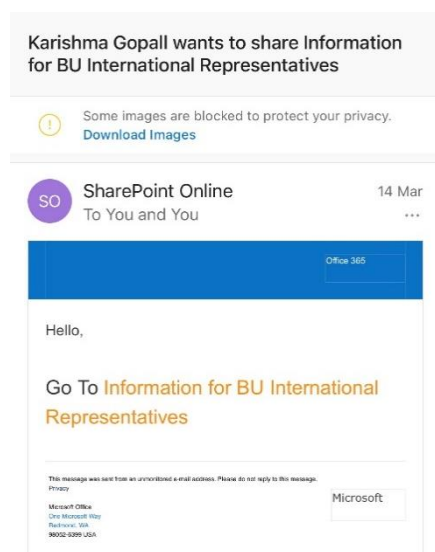 Karishma Gopall wants to share Information
for BU International Representatives
Some images are blocked to protect your privacy.
Download Images
SO
SharePoint Online
14 Mar
To You and You
...
Office 365
Hello,
Go To Information for BU International
Representatives
This message was sent from an unmonitored e-mail address. Please do not reply to this message.
Privacy
Microsoft Office
One Microsoft Way
Redmond, WA
98052-6399 USA
Microsoft